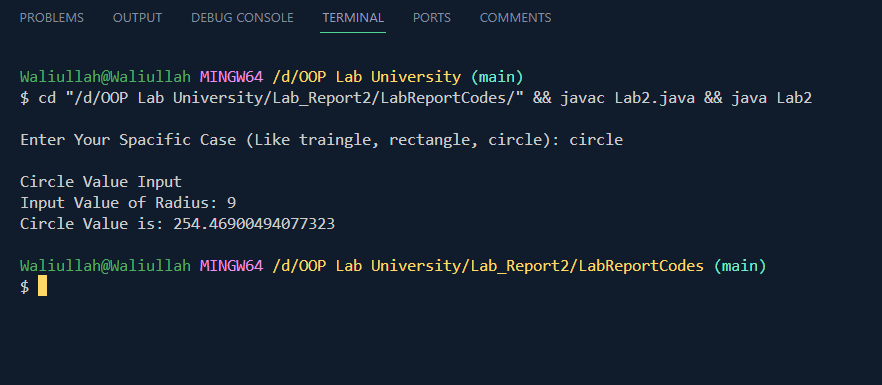 PROBLEMS OUTPUT DEBUG CONSOLE TERMINAL PORTS COMMENTS
Waliullah@Waliullah MINGW64 /d/OOP Lab University (main)
$ cd "/d/OOP Lab University/Lab_Report2/LabReportCodes/" && javac Lab2.java && java Lab2
Enter Your Spacific Case (Like traingle, rectangle, circle): circle
Circle Value Input
Input Value of Radius: 9
Circle Value is: 254.46900494077323
Waliullah@Waliullah MINGW64 /d/OOP Lab University/Lab_Report2/LabReportCodes (main)
$